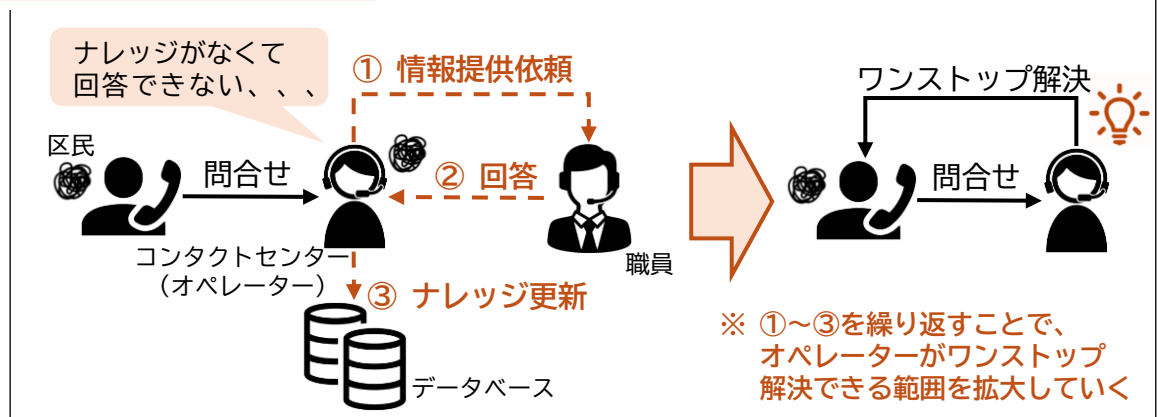 ナレッジがなくて
回答できない、、、
① 情報提供依頼
区民
問合せ
② 回答
コンタクトセンター
（オペレーター）
職員
③ ナレッジ更新
データベース
ワンストップ解決
問合せ
※ ①～③を繰り返すことで、
オペレーターがワンストップ
解決できる範囲を拡大していく